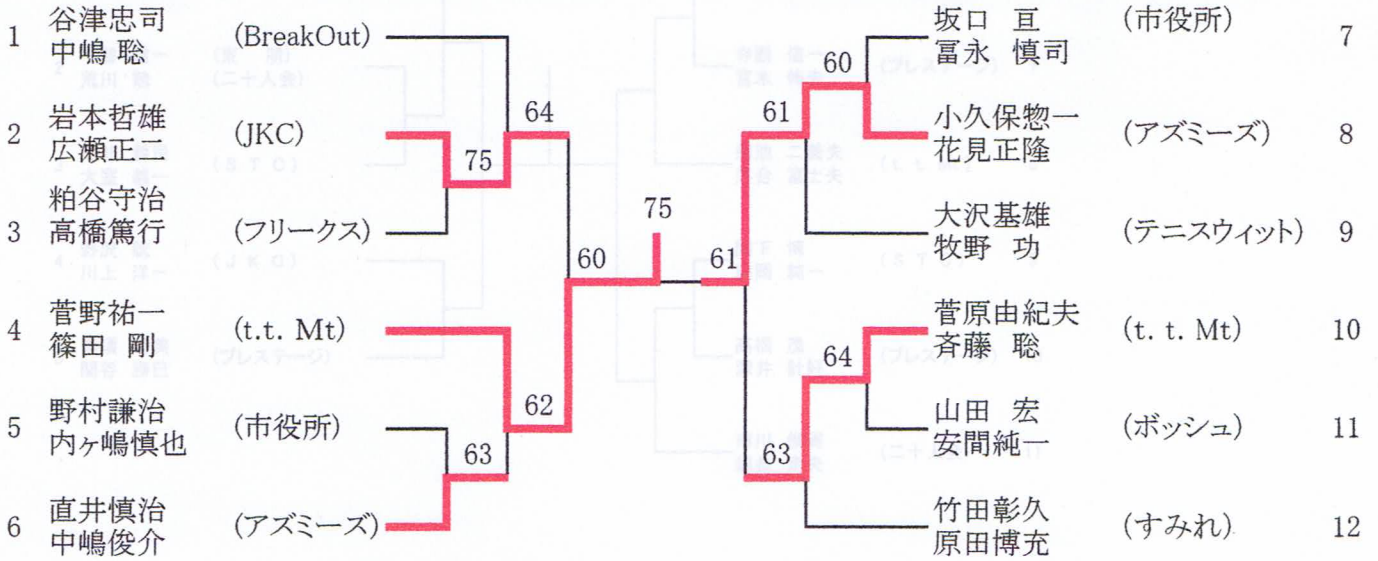 1 谷津忠司 (BreakOut)
中嶋 聡
2 岩本哲雄 (JKC)
広瀬正二
3 粕谷守治 (フリークス)
高橋篤行
4 菅野祐一 (t.t. Mt)
篠田 剛
5 野村謙治 (市役所)
内ヶ嶋慎也
6 直井慎治 (アズミーズ)
中嶋俊介
64
75
60
62
63
75
61
60
61
64
63
坂口 亘 (市役所) 7
冨永 慎司
小久保惣一 (アズミーズ) 8
花見正隆
大沢基雄 (テニスウィット) 9
牧野 功
菅原由紀夫 (t. t. Mt) 10
斉藤 聡
山田 宏 (ボッシュ) 11
安間純一
竹田彰久 (すみれ) 12
原田博充